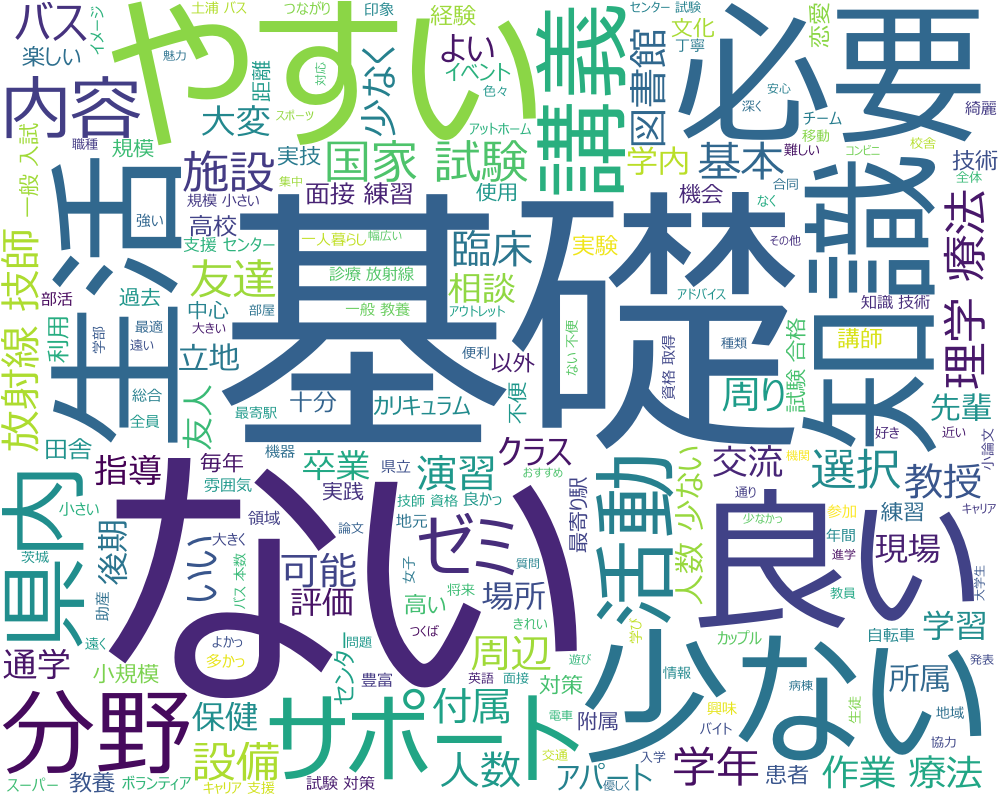 バス
つながり
土浦 バス
イメージ
楽しい
魅力
印象
対応
スポーツ
やすい
経験
よい
イベント
色々
アットホーム
センター 試験
文化
丁寧
恋愛
必要
安心
深く
チーム
移動
難しい
コンビニ
綺麗
校舎
内容
大変
距離
少なく
講義
図書館
学内
基本
技術
全体
一般 入試
職種
規模
施設
実技
集中
国家 試験
規模 小さい
面接 練習
使用
機会
合同
なく
その他
生活
強い
高校
支援 センター
一人暮らし
幅広い
臨床
実験
知識
療法
放射線 技師
部活
過去
友達
診療 放射線
相談
アドバイス
知識 技術
中心
大きい
部屋
一般 教養
アウトレット
基礎
利用
学部
最適
遠い
立地
便利
以外
ない 不便
資格 取得
種類
試験 合格
講師
理学
総合
全員
友人
最寄駅
十分
カリキュラム
不便
周り
先輩
田舎
指導
毎年
雰囲気
機器
卒業
県立
演習
クラス
おすすめ
交流
機関
選択
好き
近い
小論文
教授
県内
小さい
後期
領域
実践
技師 資格
良かっ
地元
論文
最寄り駅
活動
人数 少ない
少なかっ
通り
参加
練習
キャリア
茨城
助産
いい
大きく
バス 本数
可能
評価
女子
ゼミ
質問
場所
年間
進学
現場
教員
大学生
通学
遠く
小規模
よかっ
多かっ
ない
センター
問題
豊富
将来
つくば
高い
きれい
周辺
英語
面接
遊び
対策
学び
カップル
良い
自転車
学習
発表
分野
保健
設備
サポート
付属
人数
電車
交通
附属
少ない
情報
興味
バイト
病棟
生徒
所属
地域
協力
スーパー
教養
ボランティア
キャリア 支援
試験 対策
優しく
アパート
入学
学年
患者
作業 療法